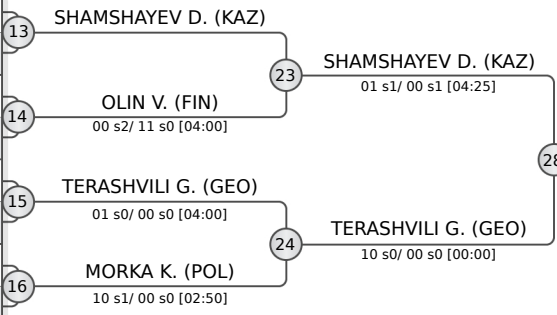 SHAMSHAYEV D. (KAZ)
13
23
SHAMSHAYEV D. (KAZ)
01 s1/ 00 s1 [04:25]
OLIN V. (FIN)
14
00 s2/ 11 s0 [04:00]
28
TERASHVILI G. (GEO)
15
01 s0/ 00 s0 [04:00]
24
TERASHVILI G. (GEO)
10 s0/ 00 s0 [00:00]
MORKA K. (POL)
16
10 s1/ 00 s0 [02:50]